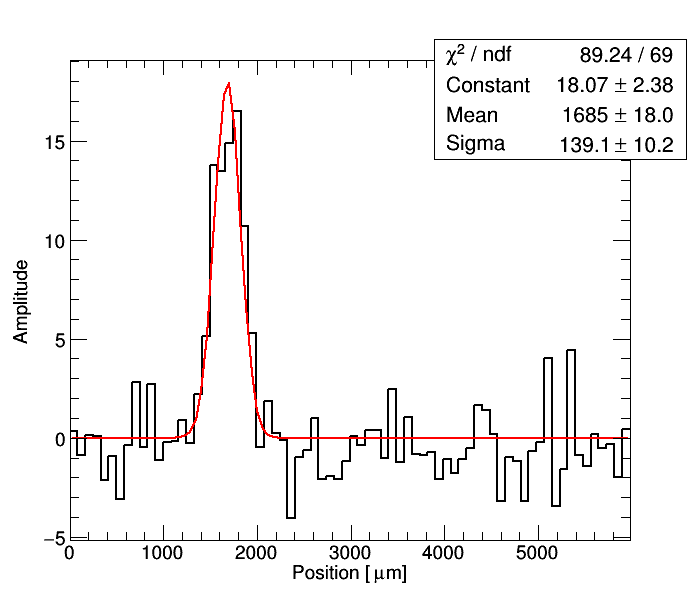 χ² / ndf 89.24 / 69
Constant 18.07 ± 2.38
Mean 1685 ± 18.0
Sigma 139.1 ± 10.2
15
10
5
0
−5
Amplitude
0 1000 2000 3000 4000 5000
Position [ μm]